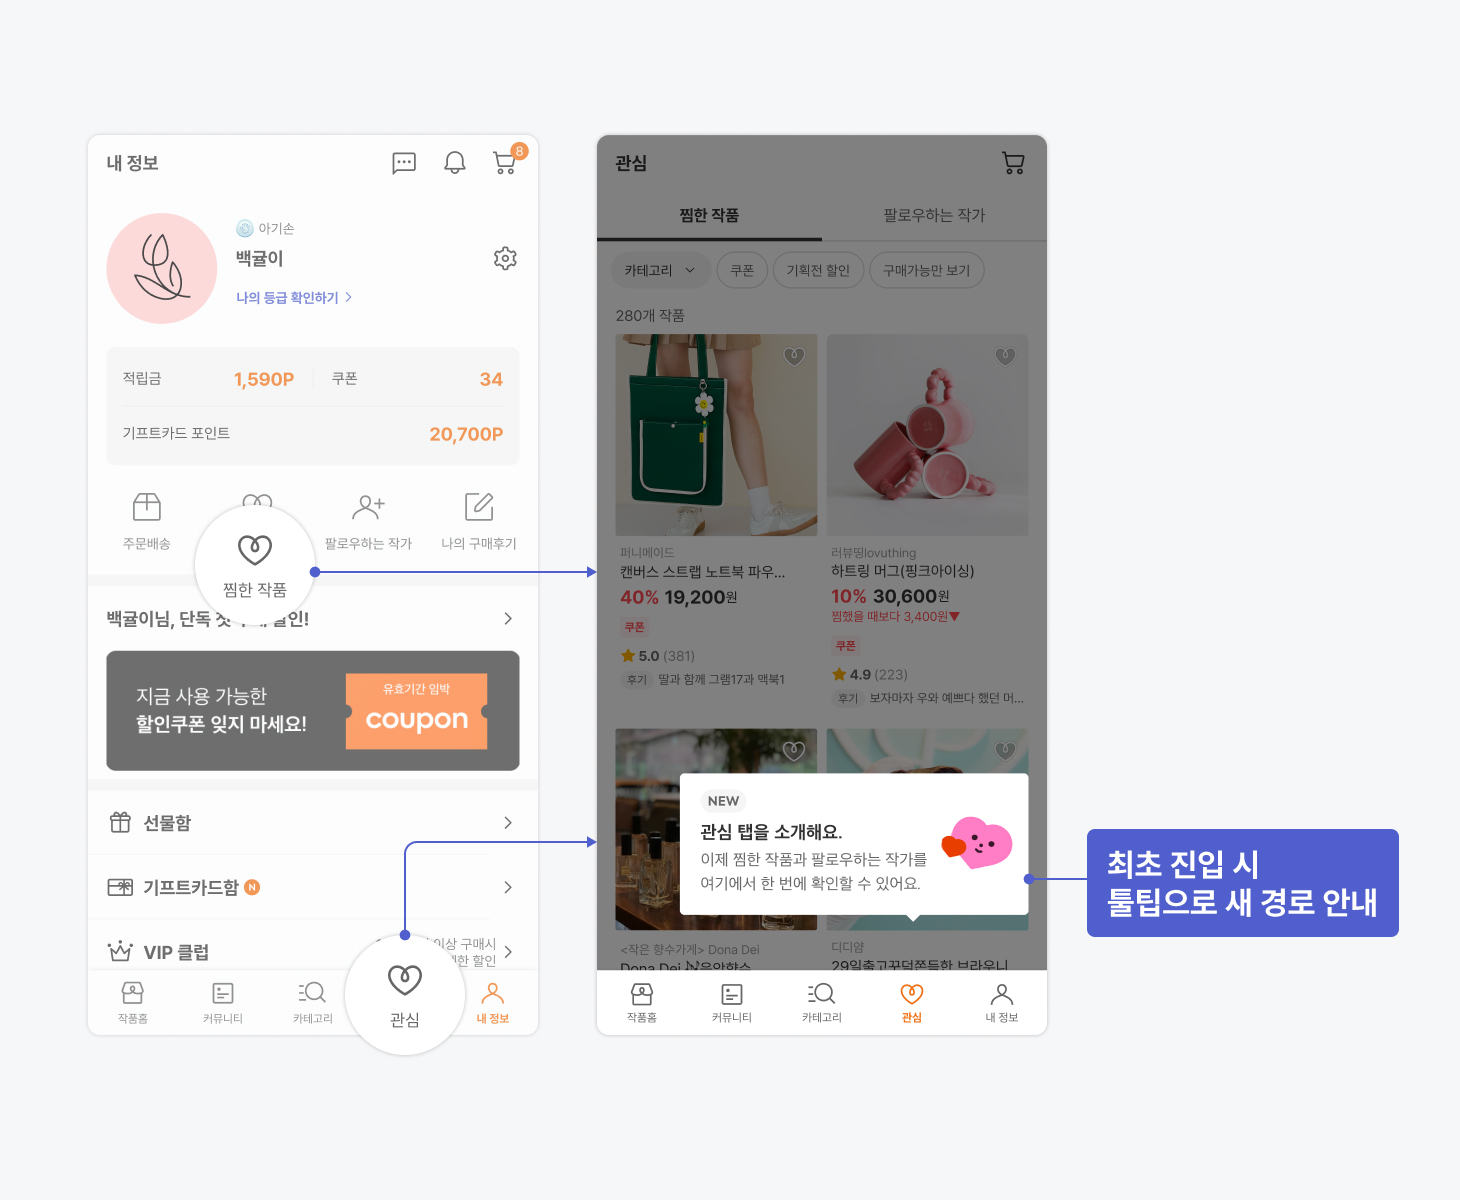 내 정보
8
아기손
백귤이
나의 등급 확인하기
적립금 1,590P 쿠폰 34
기프트카드 포인트 20,700P
주문배송
찜한 작품
팔로우하는 작가
나의 구매후기
백귤이님, 단독 할인!
지금 사용 가능한
할인쿠폰 잊지 마세요!
유효기간 임박
coupon
선물함
기프트카드함 N
VIP 클럽
이상 구매시
할인
작품홈
커뮤니티
카테고리
관심
내 정보
관심
찜한 작품
팔로우하는 작가
카테고리
쿠폰
기획전 할인
구매가능만 보기
280개 작품
퍼니메이드
캔버스 스트랩 노트북 파우...
40% 19,200원
쿠폰
5.0 (381)
후기 딸과 함께 그램17과 맥북1
러뷰띵lovuthing
하트링 머그(핑크아이싱)
10% 30,600원
찜했을 때보다 3,400원▼
쿠폰
4.9 (223)
후기 보자마자 우와 예쁘다 했던 머...
NEW
관심 탭을 소개해요.
이제 찜한 작품과 팔로우하는 작가를
여기에서 한 번에 확인할 수 있어요.
<작은 향수가게> Dona Dei
Dona Dei 음악향수
디디얌
29일출고꾸덕쫀득한 브라우니
작품홈
커뮤니티
카테고리
관심
내 정보
최초 진입 시
툴팁으로 새 경로 안내